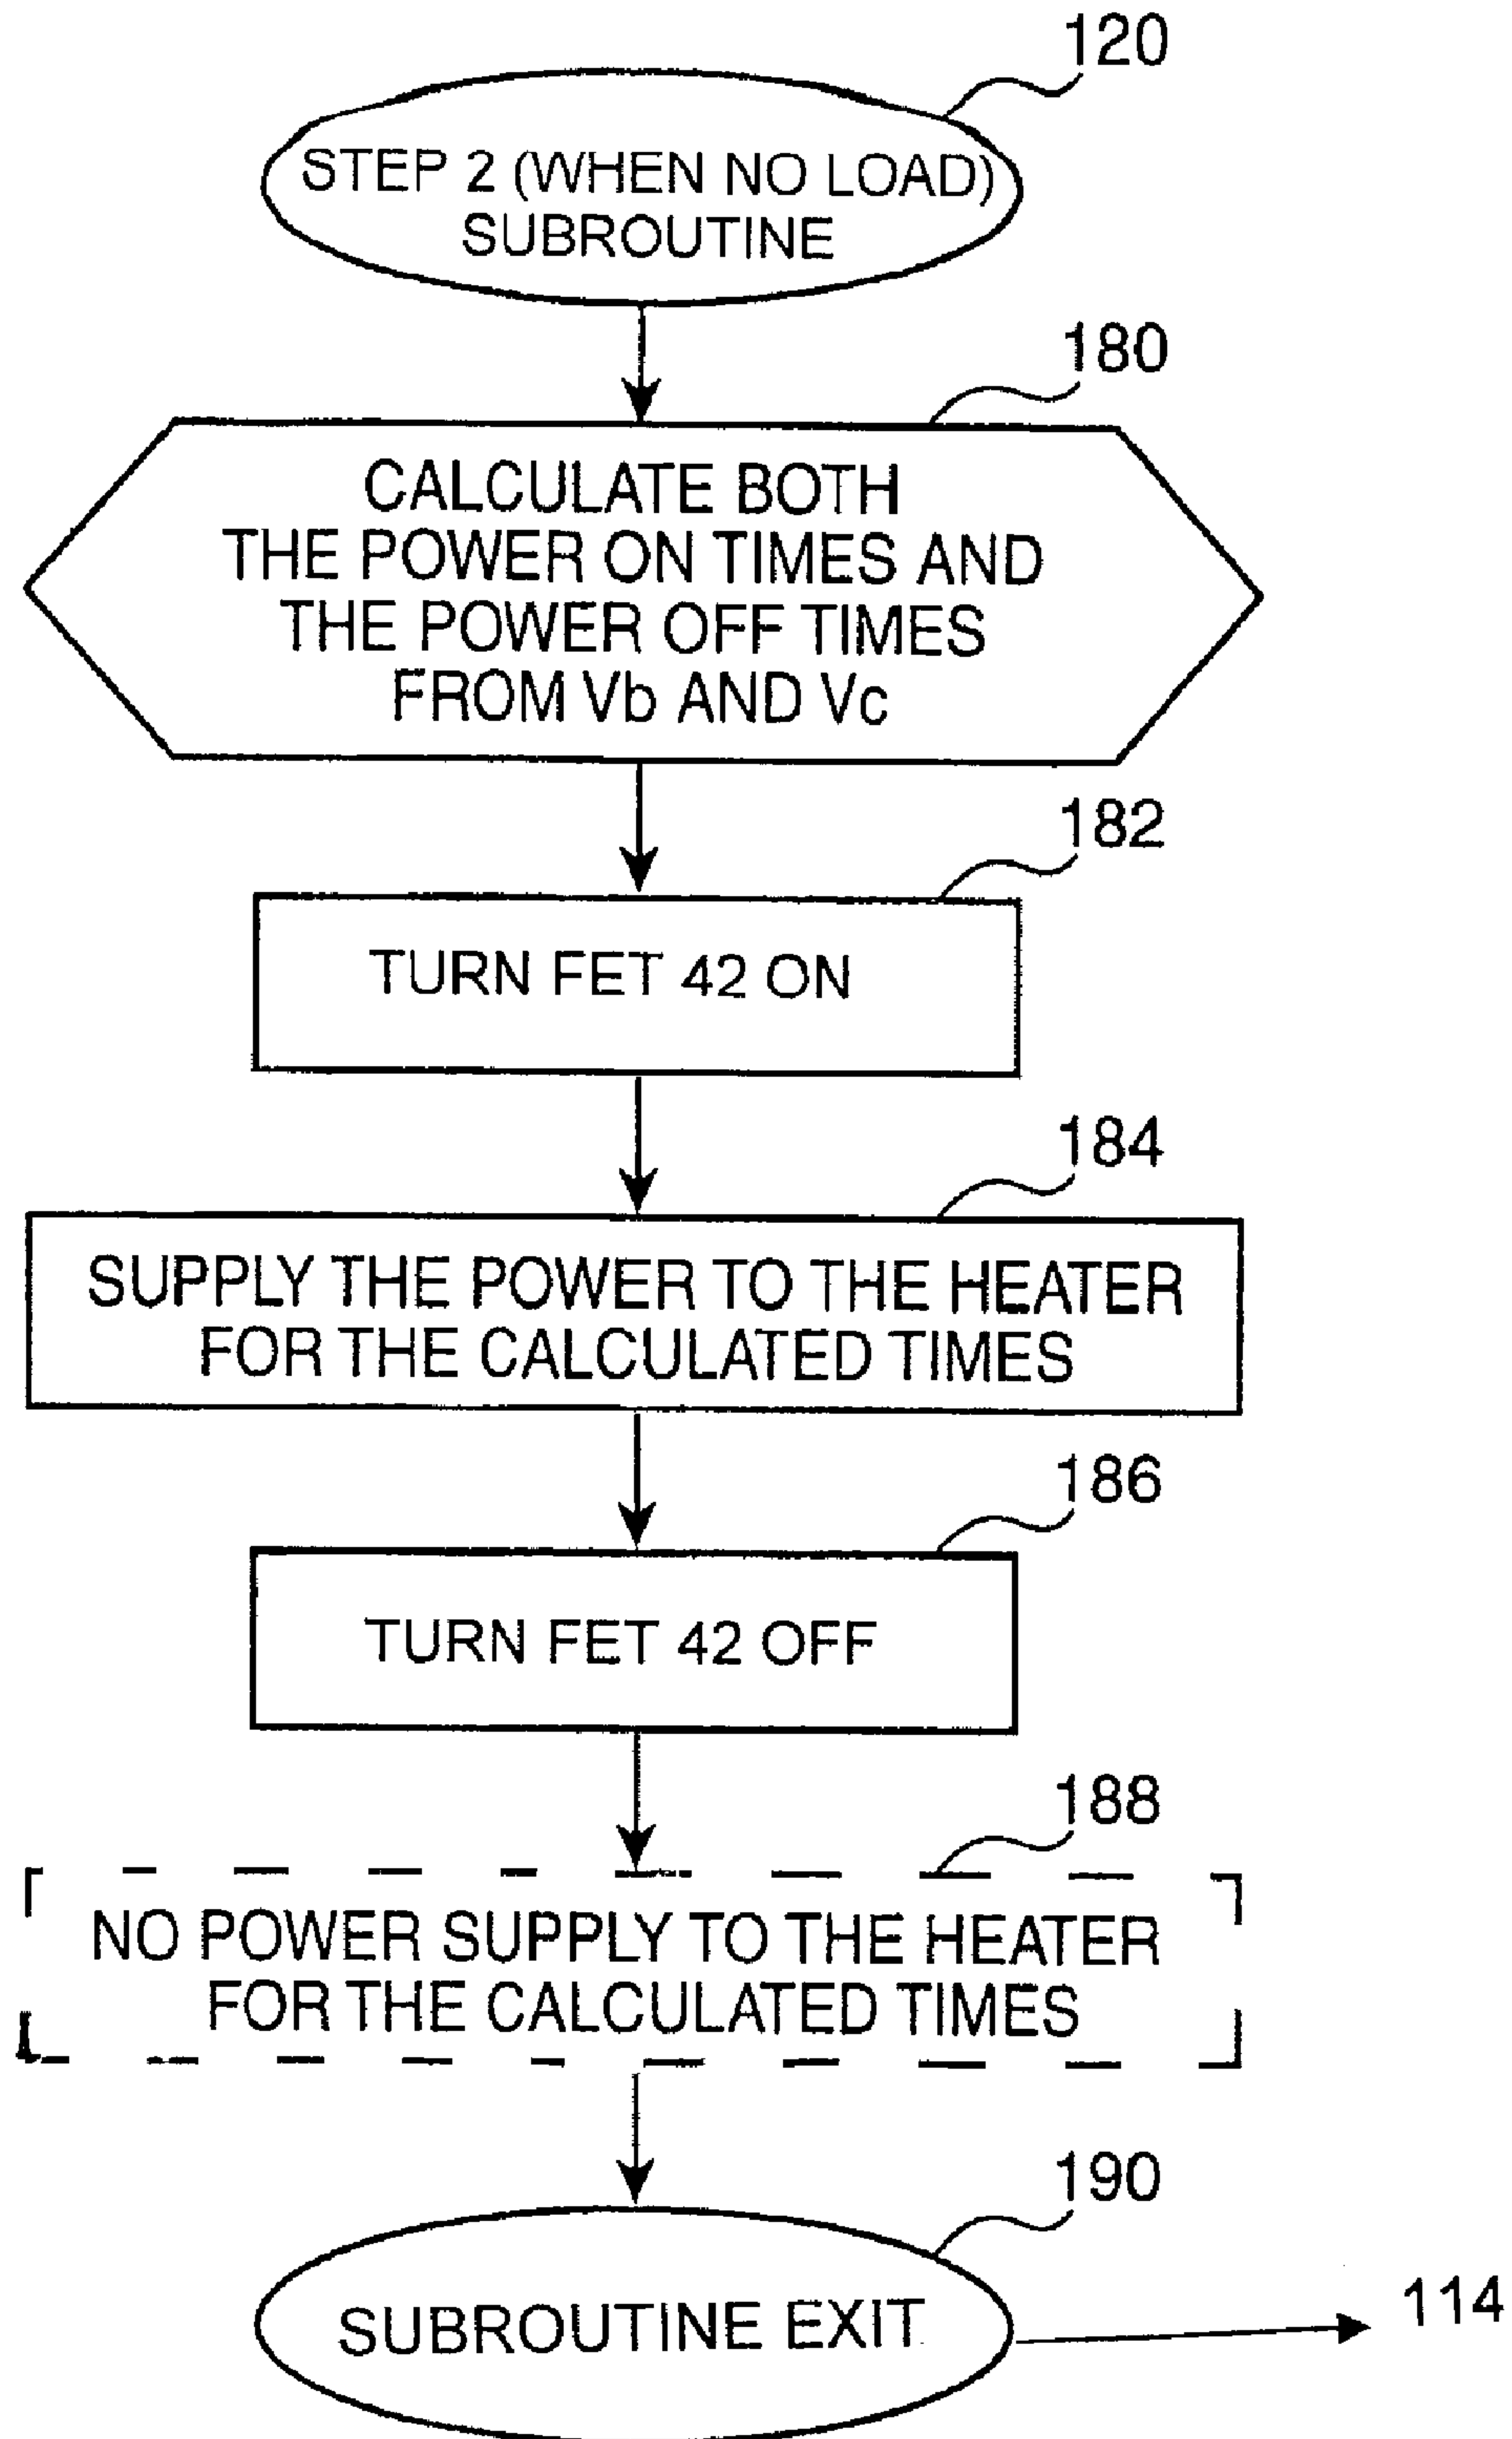 120
STEP 2 (WHEN NO LOAD)
SUBROUTINE
180
CALCULATE BOTH
THE POWER ON TIMES AND
THE POWER OFF TIMES
FROM Vb AND Vc
182
TURN FET 42 ON
184
SUPPLY THE POWER TO THE HEATER
FOR THE CALCULATED TIMES
186
TURN FET 42 OFF
188
NO POWER SUPPLY TO THE HEATER
FOR THE CALCULATED TIMES
190
SUBROUTINE EXIT
114